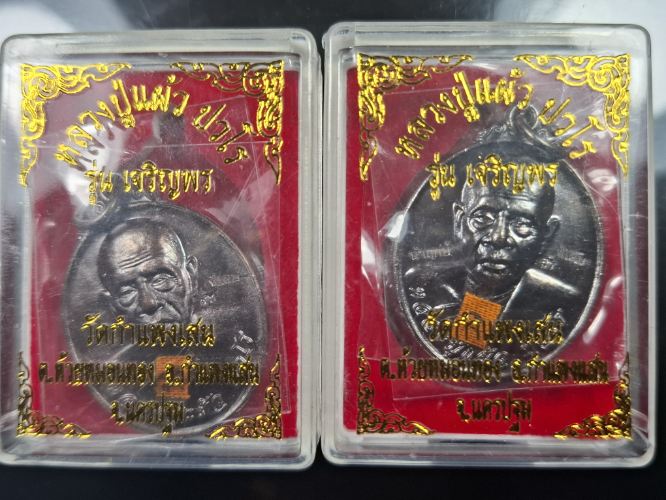 หลวงปู่แผ้ว ปวโร
รุ่น เจริญพร
วัดกำแพงแสน
ต.ห้วยหมอนทอง อ.กำแพงแสน
จ.นครปฐม
หลวงปู่แผ้ว ปวโร
รุ่น เจริญพร
วัดกำแพงแสน
ต.ห้วยหมอนทอง อ.กำแพงแสน
จ.นครปฐม